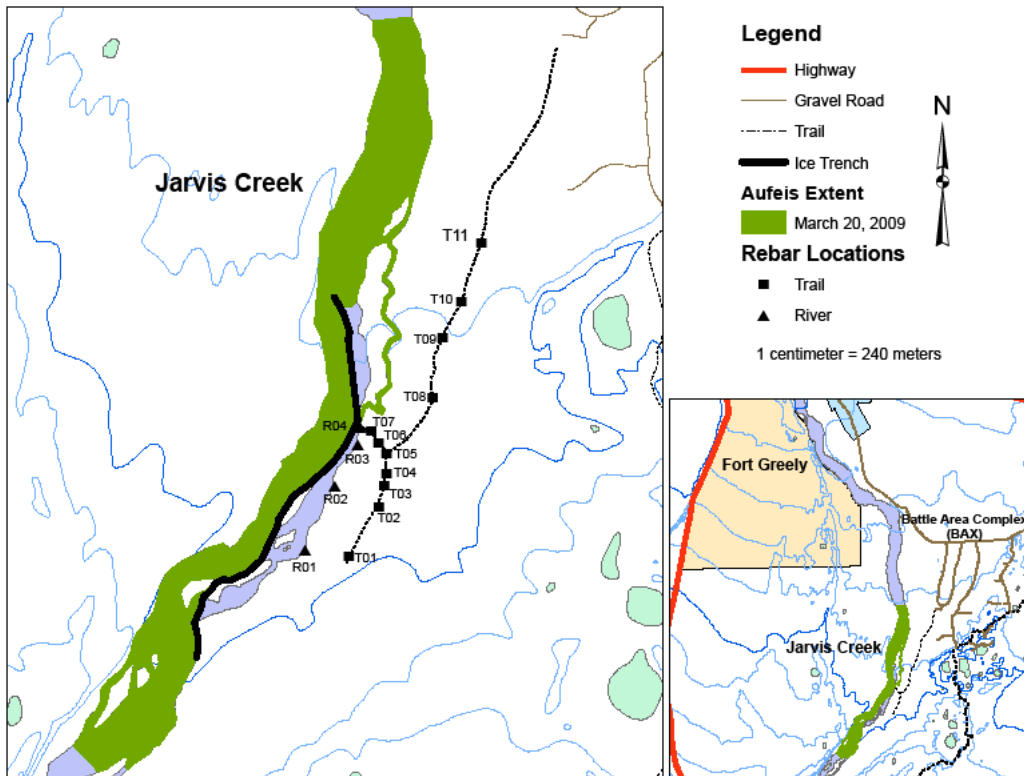 Jarvis Creek
T11
T10
T09
T08
T07
R04
T06
T05
R03
T04
T03
R02
T02
T01
R01
Legend
Highway
Gravel Road
Trail
Ice Trench
Aufeis Extent
March 20, 2009
Rebar Locations
Trail
River
1 centimeter = 240 meters
N
Fort Greely
Battle Area Complex
(BAX)
Jarvis Creek